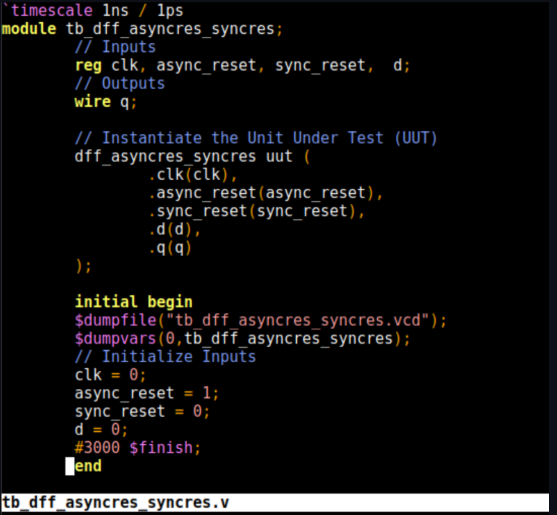 `timescale 1ns / 1ps
module tb_dff_asyncres_syncres;
// Inputs
reg clk, async_reset, sync_reset,  d;
// Outputs
wire q;
// Instantiate the Unit Under Test (UUT)
dff_asyncres_syncres uut (
.clk(clk),
.async_reset(async_reset),
.sync_reset(sync_reset),
.d(d),
.q(q)
);
initial begin
$dumpfile("tb_dff_asyncres_syncres.vcd");
$dumpvars(0,tb_dff_asyncres_syncres);
// Initialize Inputs
clk = 0;
async_reset = 1;
sync_reset = 0;
d = 0;
#3000 $finish;
end
tb_dff_asyncres_syncres.v